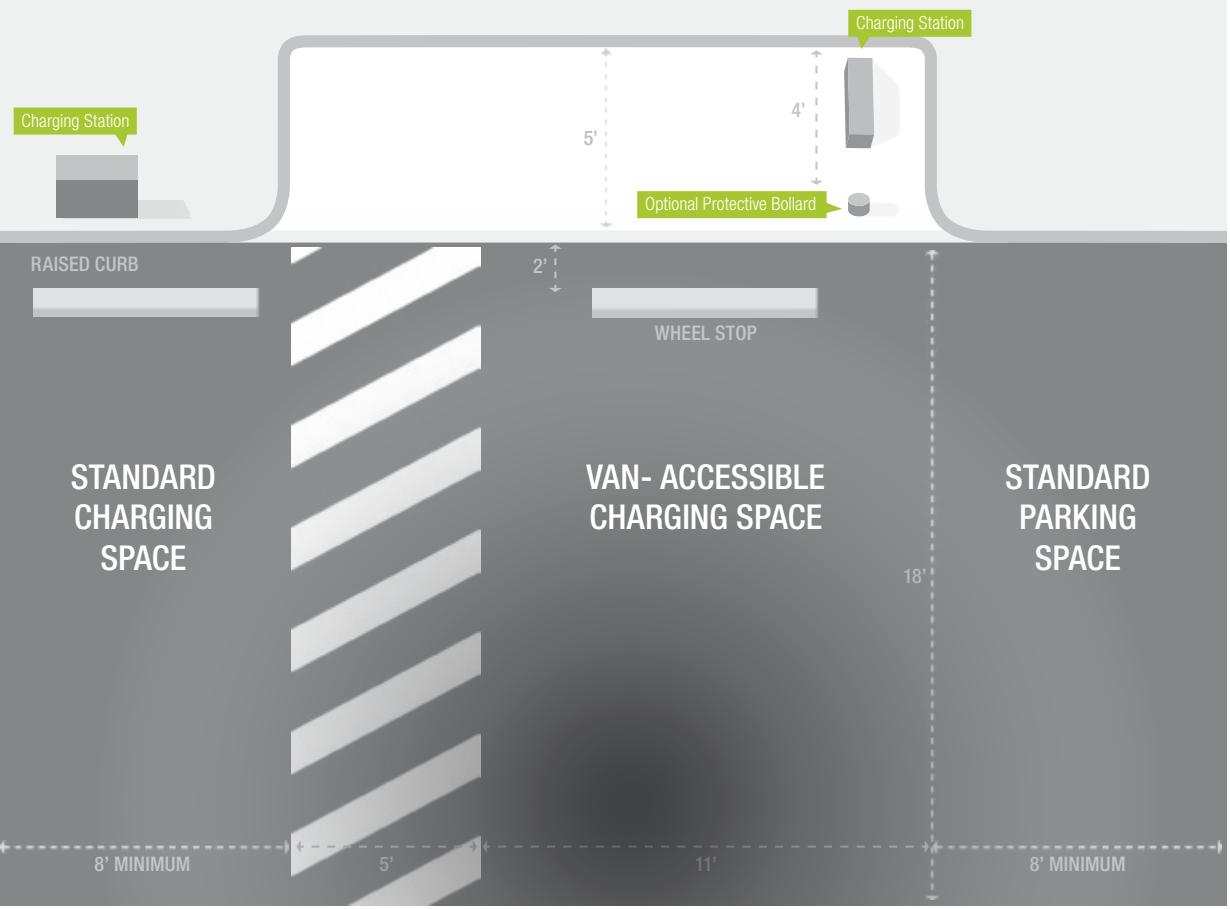 Charging Station
4’
5’
Charging Station
Optional Protective Bollard
RAISED CURB
2’
WHEEL STOP
STANDARD
CHARGING
SPACE
VAN- ACCESSIBLE
CHARGING SPACE
STANDARD
PARKING
SPACE
18’
8’ MINIMUM
5’
11’
8’ MINIMUM